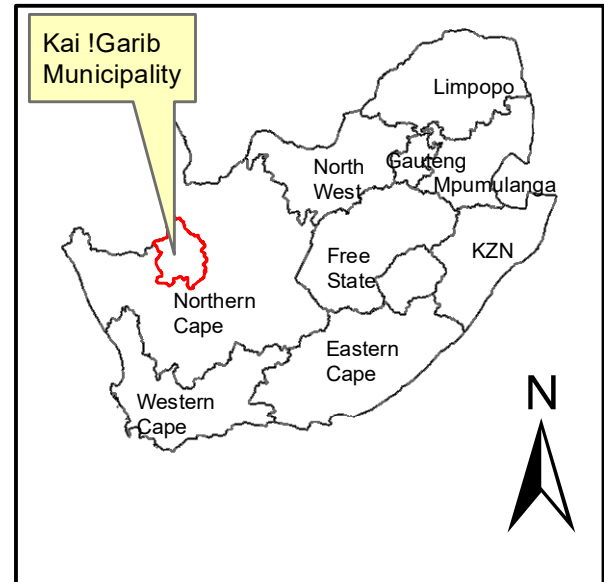 Kai !Garib
Municipality
Limpopo
North
West
Gauteng
Mpumulanga
Free
State
KZN
Northern
Cape
Eastern
Cape
Western
Cape
N